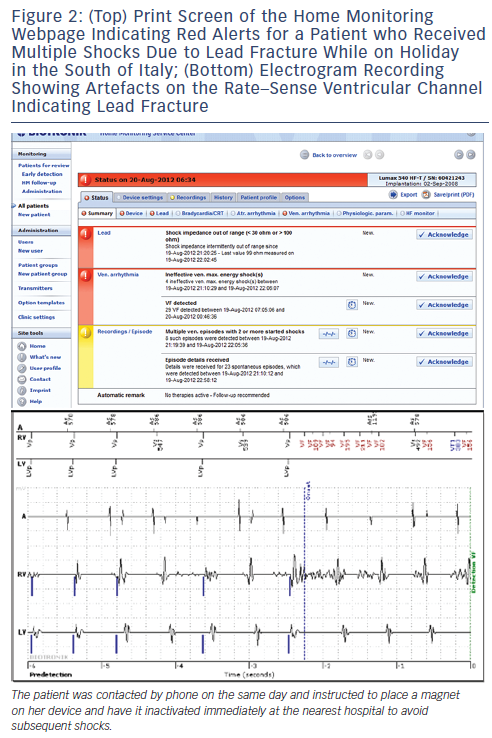 Figure 2: (Top) Print Screen of the Home Monitoring
Webpage Indicating Red Alerts for a Patient who Received
Multiple Shocks Due to Lead Fracture While on Holiday
in the South of Italy; (Bottom) Electrogram Recording
Showing Artefacts on the Rate–Sense Ventricular Channel
Indicating Lead Fracture
BIOTRONIK Home Monitoring Service Center
Monitoring
Patients for review
Early detection
HM follow-up
Administration
All patients
New patient
Administration
Users
New user
Patient groups
New patient group
Transmitters
Option templates
Clinic settings
Site tools
Home
What's new
User profile
Contact
Imprint
Help
Back to overview
Status on 20-Aug-2012 06:34
Lumax 540 HF-T / SN: 60421243
Implantation: 02-Sep-2008
Status
Device settings
Recordings
History
Patient profile
Options
Export
Save/print (PDF)
Summary
Device
Lead
Bradycardia/CRT
Atr. arrhythmia
Ven. arrhythmia
Physiologic. param.
HF monitor
Lead
Shock impedance out of range (< 30 ohm or > 100
ohm)
Shock impedance intermittently out of range since
19-Aug-2012 21:20:25 - Last value 99 ohm measured on
19-Aug-2012 22:02:45
New.
Acknowledge
Ven. arrhythmia
Ineffective ven. max. energy shock(s)
4 ineffective ven. max. energy shock(s) between
19-Aug-2012 21:10:29 and 19-Aug-2012 22:06:07
New.
Acknowledge
VF detected
29 VF detected between 19-Aug-2012 07:05:06 and
20-Aug-2012 00:46:36
New.
Acknowledge
Recordings / Episode
Multiple ven. episodes with 2 or more started shocks
8 such episodes were detected between 19-Aug-2012
21:19:39 and 19-Aug-2012 22:05:36
New.
Acknowledge
Episode details received
Details were received for 23 spontaneous episodes, which
were detected between 19-Aug-2012 21:10:12 and
19-Aug-2012 22:58:12
New.
Acknowledge
Automatic remark
No therapies active - Follow-up recommended
A
RV
LV
As
Vs
LVp
VF
Onset
A
RV
LV
Detection VF
BIOTRONIK
-6
-5
-4
-3
-2
-1
0
Predetection
Time (seconds)
The patient was contacted by phone on the same day and instructed to place a magnet
on her device and have it inactivated immediately at the nearest hospital to avoid
subsequent shocks.